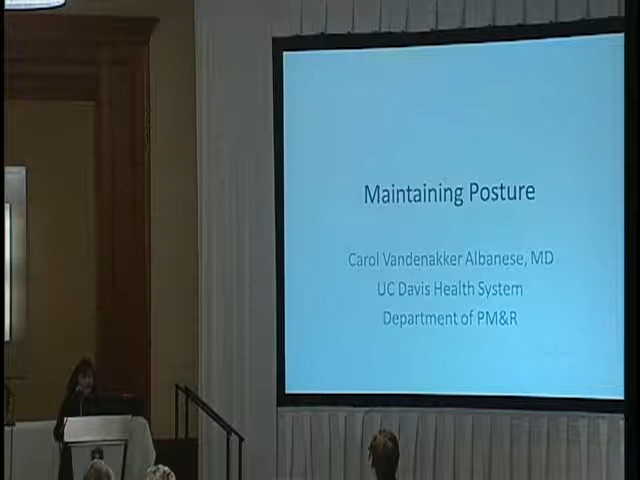 Maintaining Posture
Carol Vandenakker Albanese, MD
UC Davis Health System
Department of PM&R